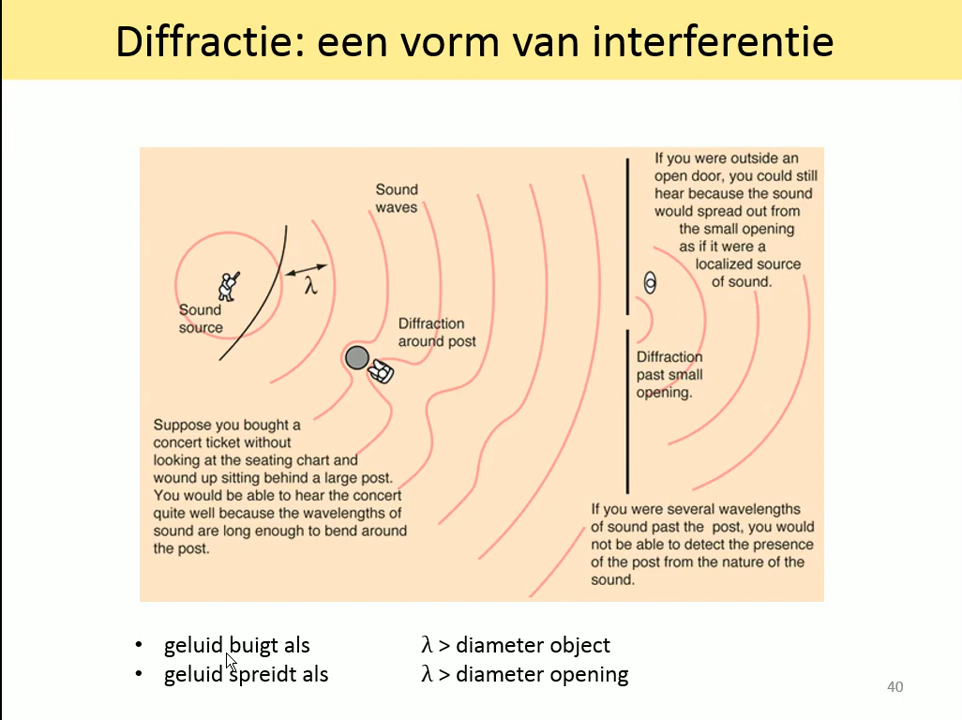 Diffractie: een vorm van interferentie
Sound
waves
λ
Sound
source
Diffraction
around post
Suppose you bought a
concert ticket without
looking at the seating chart and
wound up sitting behind a large post.
You would be able to hear the concert
quite well because the wavelengths of
sound are long enough to bend around
the post.
If you were outside an
open door, you could still
hear because the sound
would spread out from
the small opening
as if it were a
localized source
of sound.
Diffraction
past small
opening.
If you were several wavelengths
of sound past the post, you would
not be able to detect the presence
of the post from the nature of the
sound.
• geluid buigt als λ > diameter object
• geluid spreidt als λ > diameter opening
40